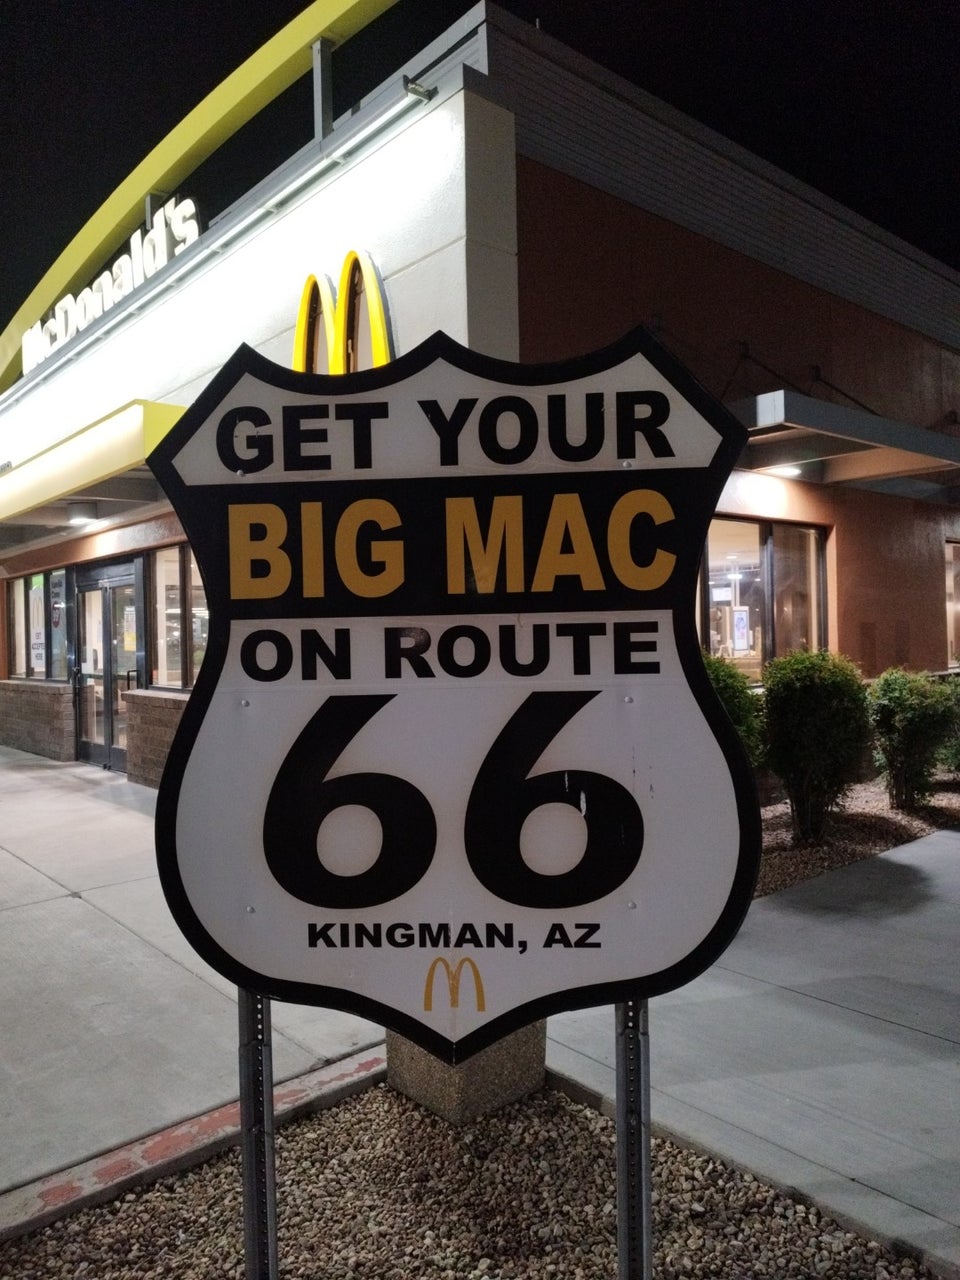 McDonald's
GET YOUR
BIG MAC
ON ROUTE
66
KINGMAN, AZ